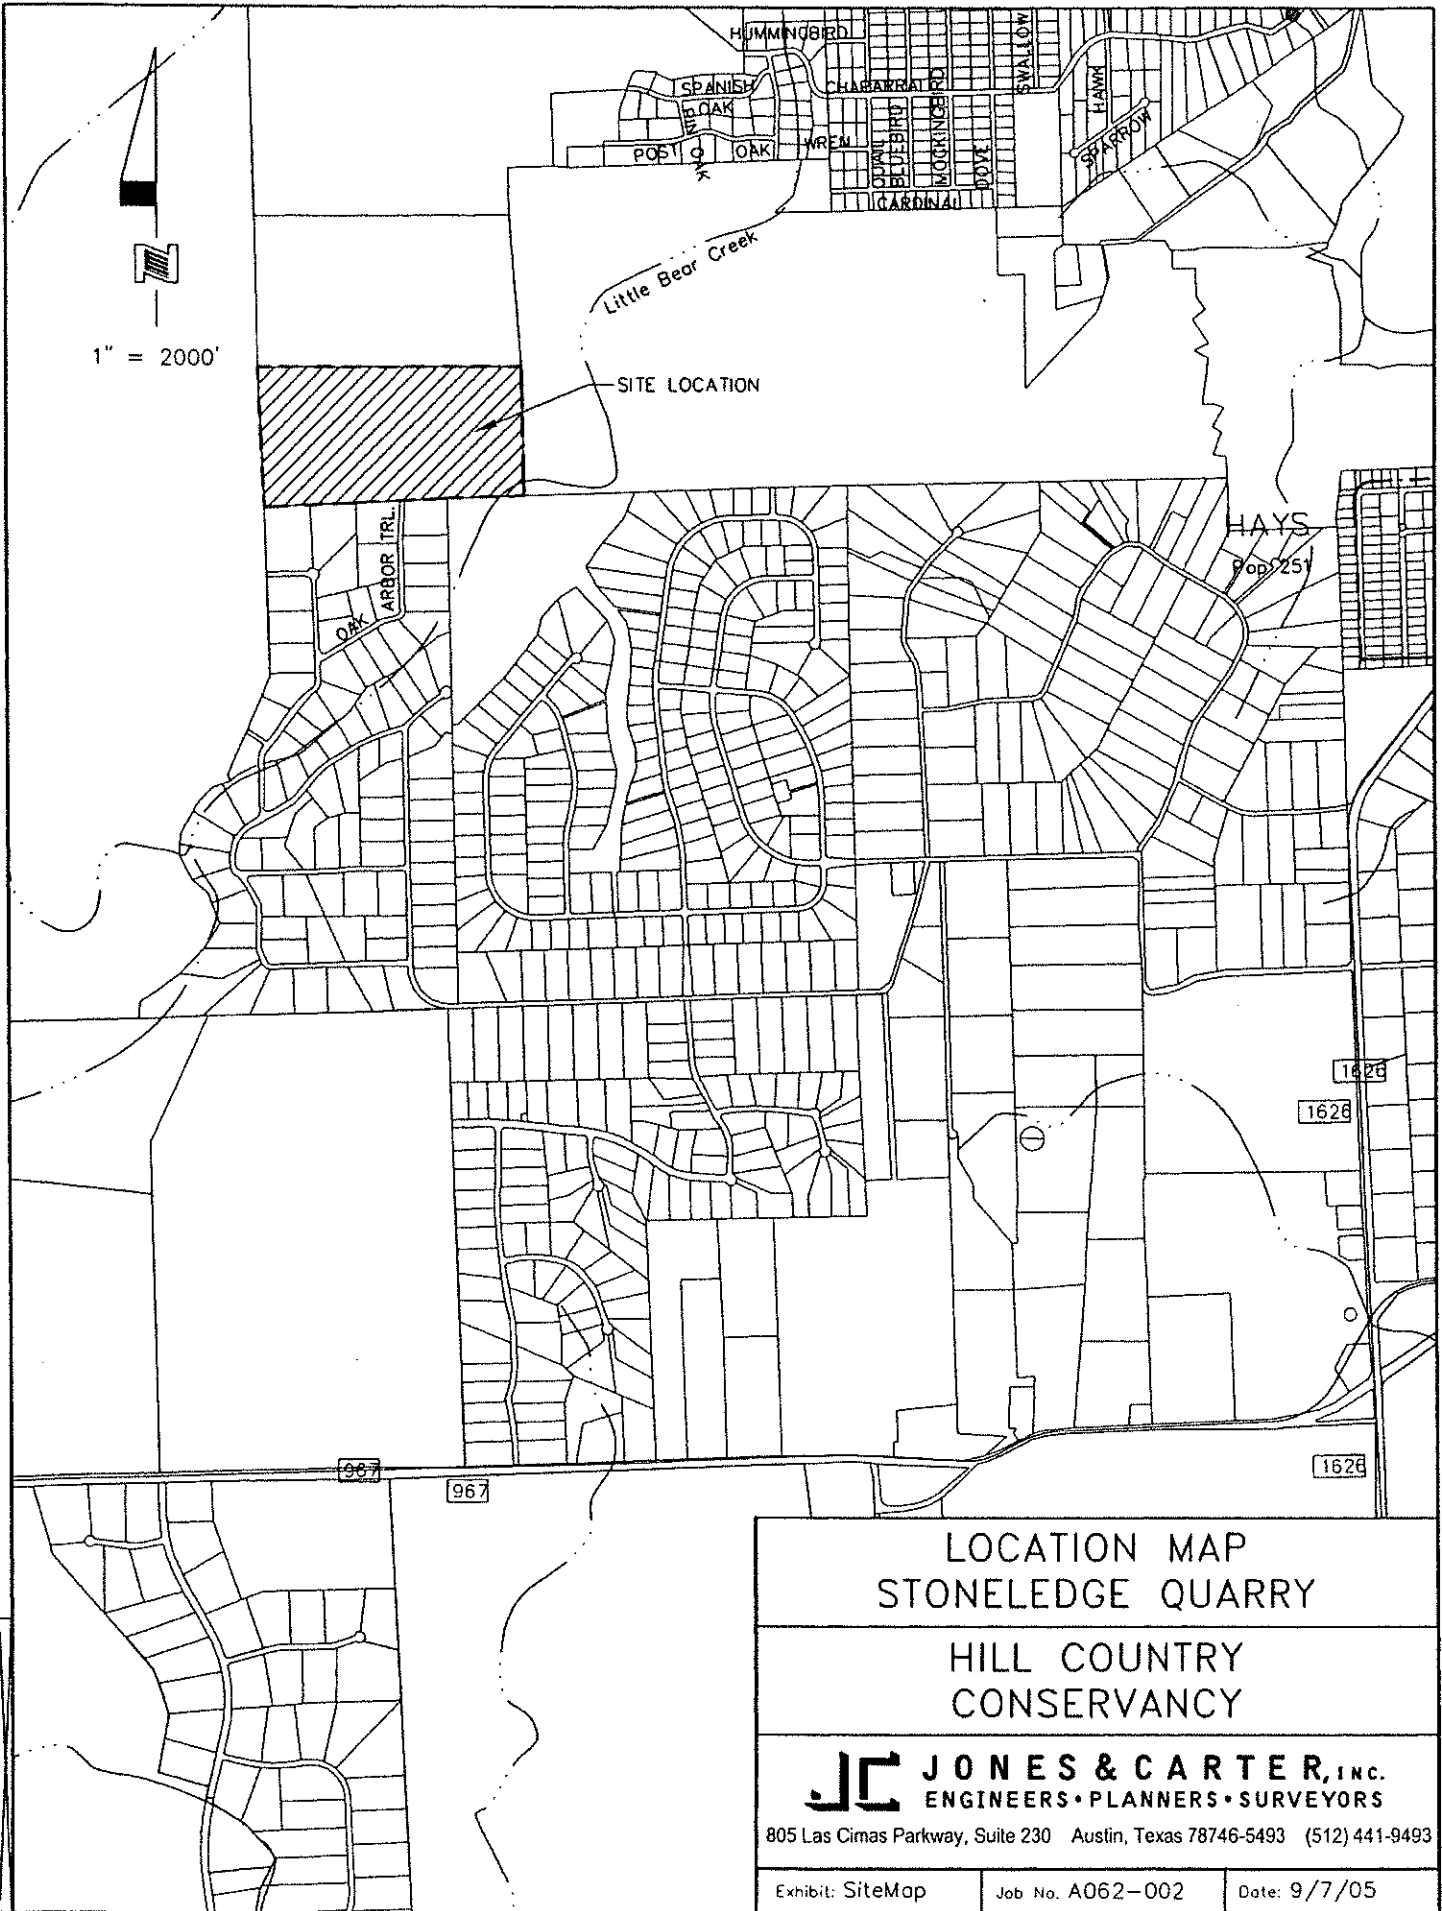 HUMMINGBIRD
SWALLOW
SPANISH
OAK
CHAPARRAL
HAWK
PIN OAK
POST OAK
WREN
QUAIL
BLUEBIRD
MOCKINGBIRD
DOVE
SPARROW
CARDINAL
Little Bear Creek
N
1" = 2000'
SITE LOCATION
HAYS
Pop 251
OAK ARBOR TRL.
1626
1626
967
967
1626
LOCATION MAP
STONELEDGE QUARRY
HILL COUNTRY
CONSERVANCY
JC JONES & CARTER, INC.
ENGINEERS • PLANNERS • SURVEYORS
805 Las Cimas Parkway, Suite 230 Austin, Texas 78746-5493 (512) 441-9493
Exhibit: SiteMap
Job No. A062-002
Date: 9/7/05